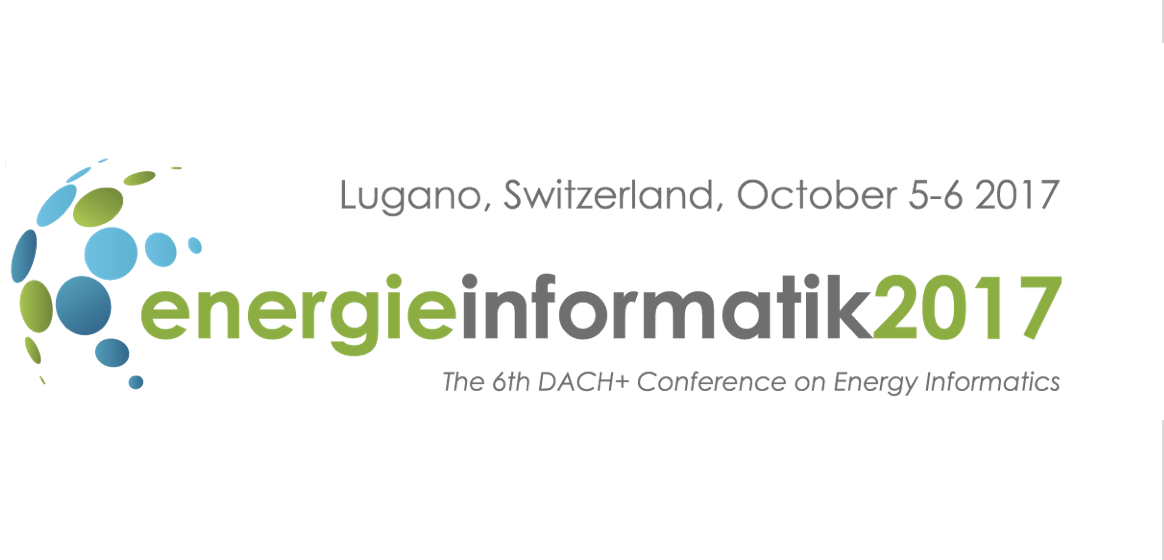 Lugano, Switzerland, October 5-6 2017
energieinformatik2017
The 6th DACH+ Conference on Energy Informatics